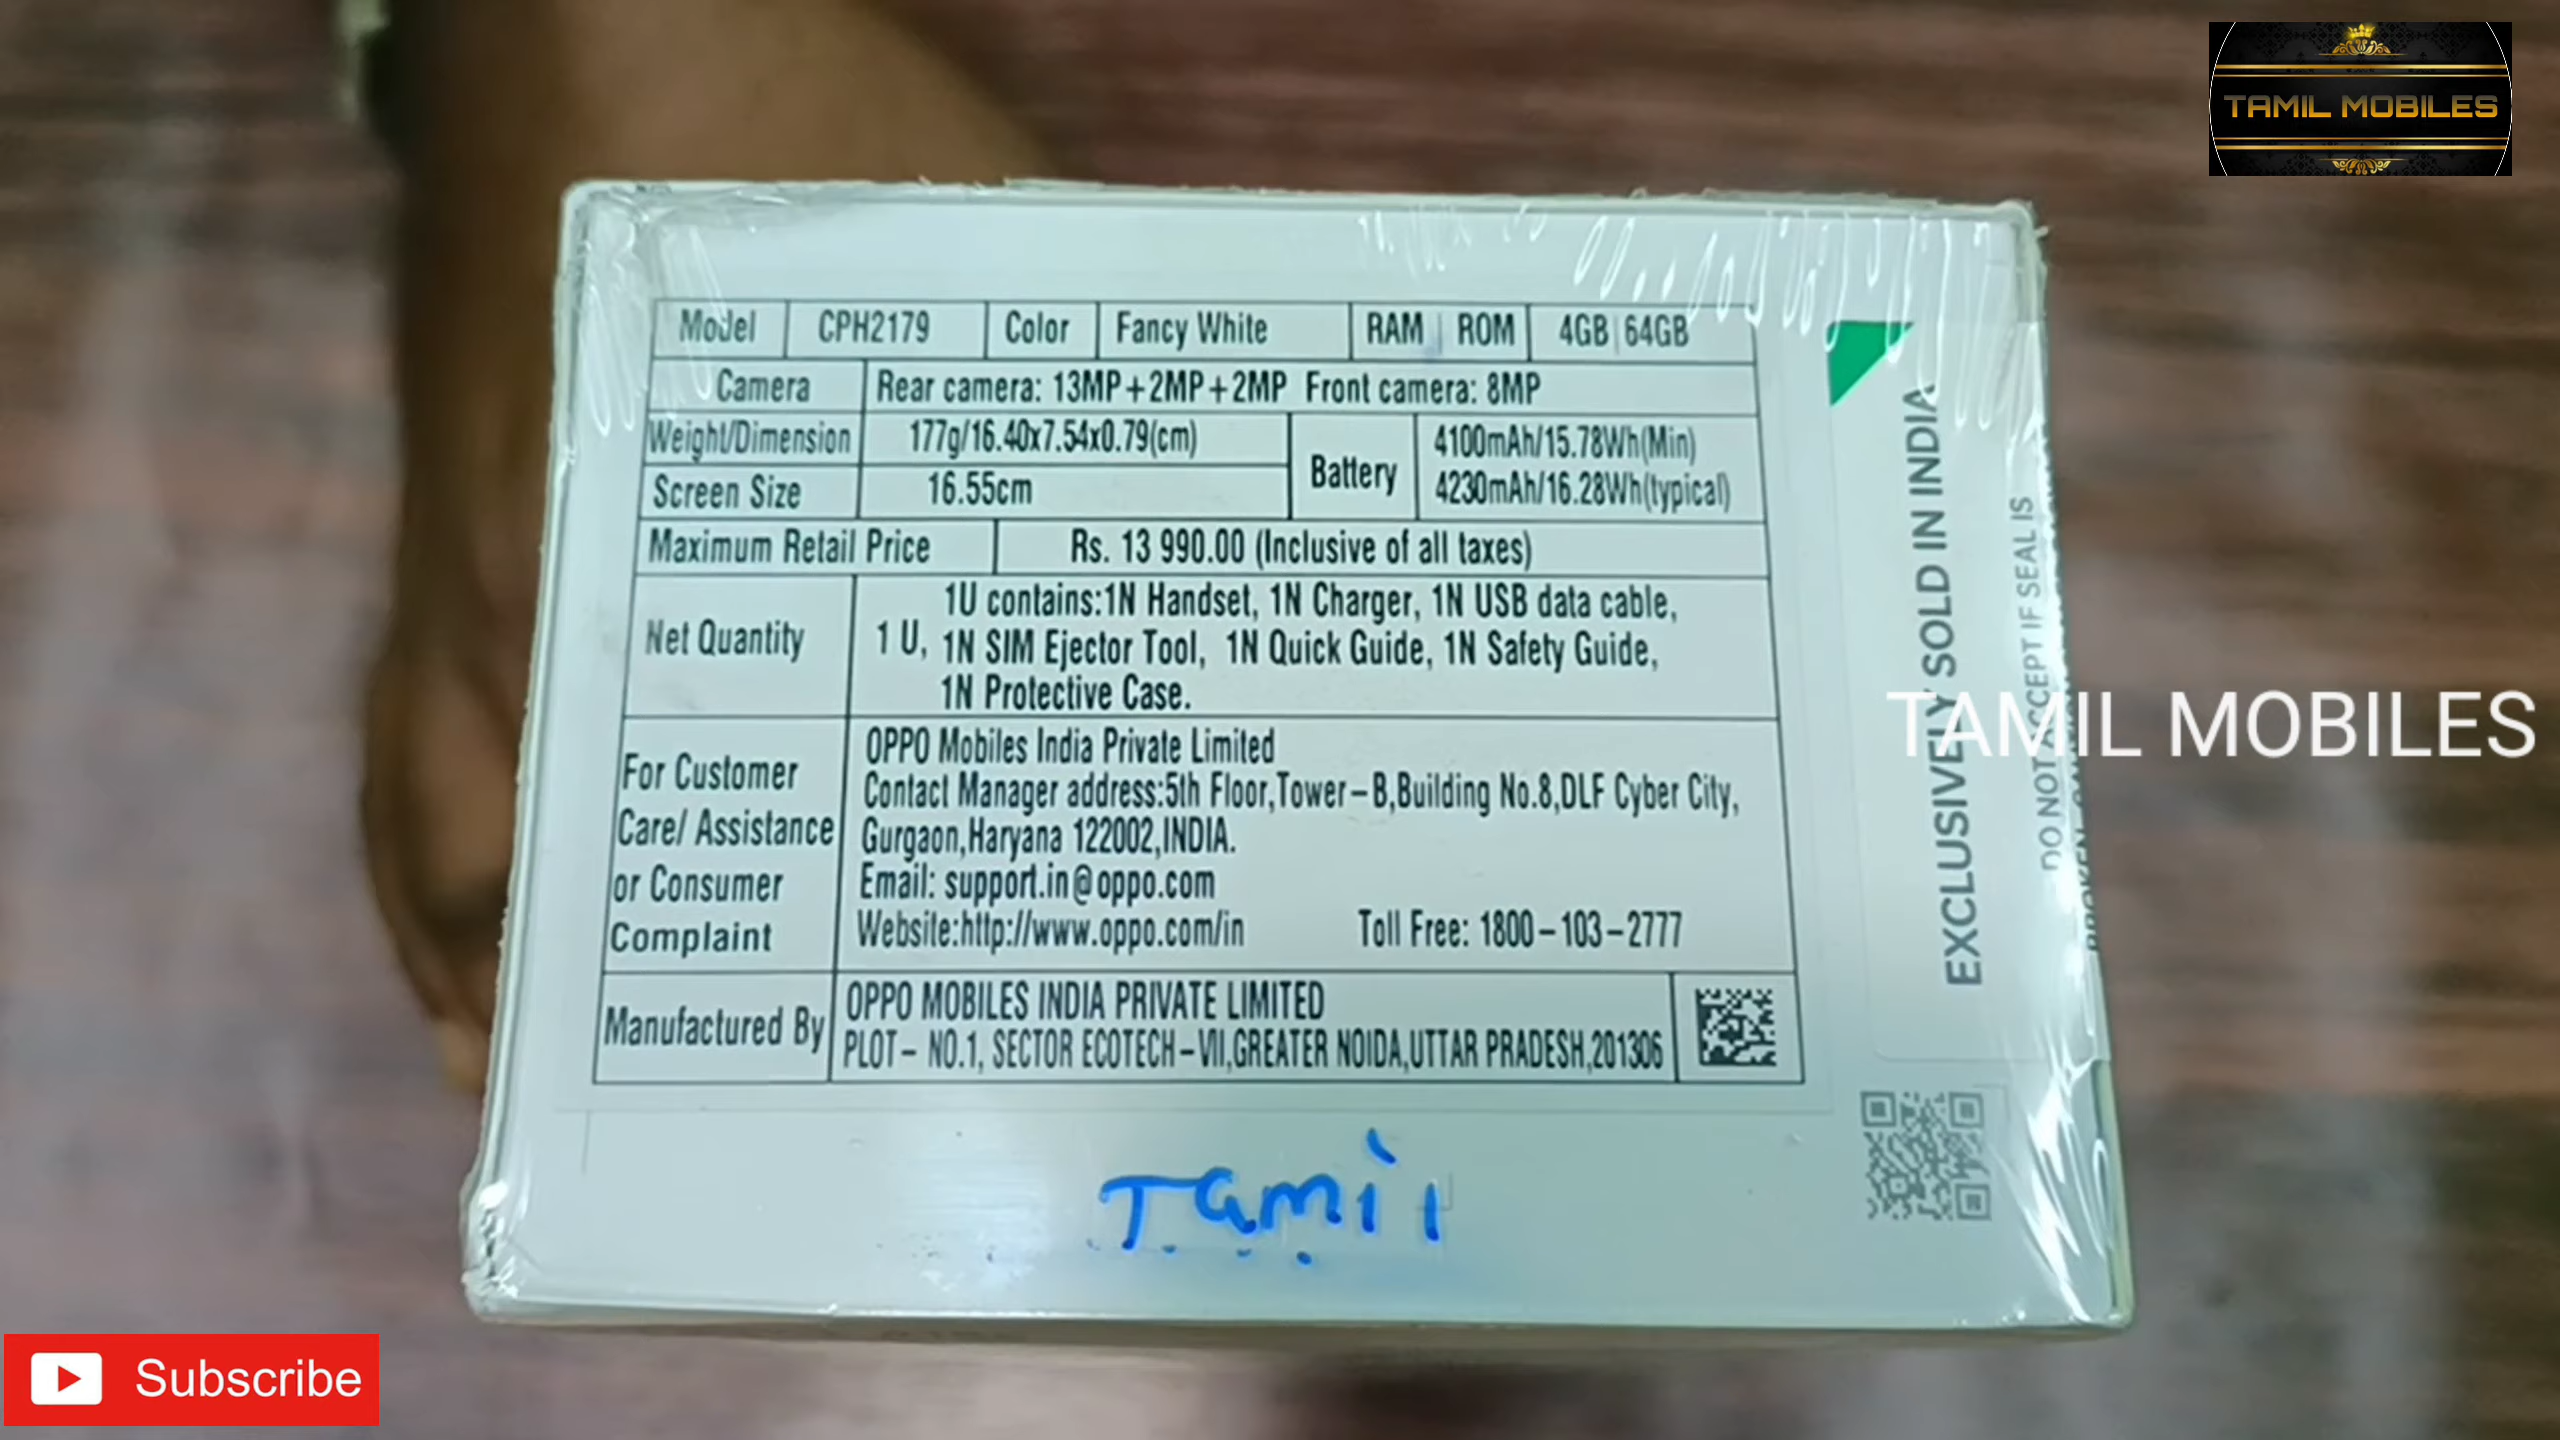 TAMIL MOBILES
Model CPH2179 Color Fancy White RAM ROM 4GB 64GB
Camera Rear camera: 13MP+2MP+2MP Front camera: 8MP
Weight/Dimension 177g/16.40x7.54x0.79(cm)
Screen Size 16.55cm
Battery 4100mAh/15.78Wh(Min)
4230mAh/16.28Wh(typical)
Maximum Retail Price Rs. 13 990.00 (Inclusive of all taxes)
Net Quantity 1 U, 1U contains:1N Handset, 1N Charger, 1N USB data cable,
1N SIM Ejector Tool, 1N Quick Guide, 1N Safety Guide,
1N Protective Case.
For Customer
Care/ Assistance
or Consumer
Complaint
OPPO Mobiles India Private Limited
Contact Manager address:5th Floor,Tower-B,Building No.8,DLF Cyber City,
Gurgaon,Haryana 122002,INDIA.
Email: support.in@oppo.com
Website:http://www.oppo.com/in Toll Free: 1800-103-2777
Manufactured By OPPO MOBILES INDIA PRIVATE LIMITED
PLOT- NO.1, SECTOR ECOTECH-VII,GREATER NOIDA,UTTAR PRADESH,201306
EXCLUSIVELY SOLD IN INDIA
DO NOT ACCEPT IF SEAL IS
TAMIL MOBILES
Tamil
Subscribe